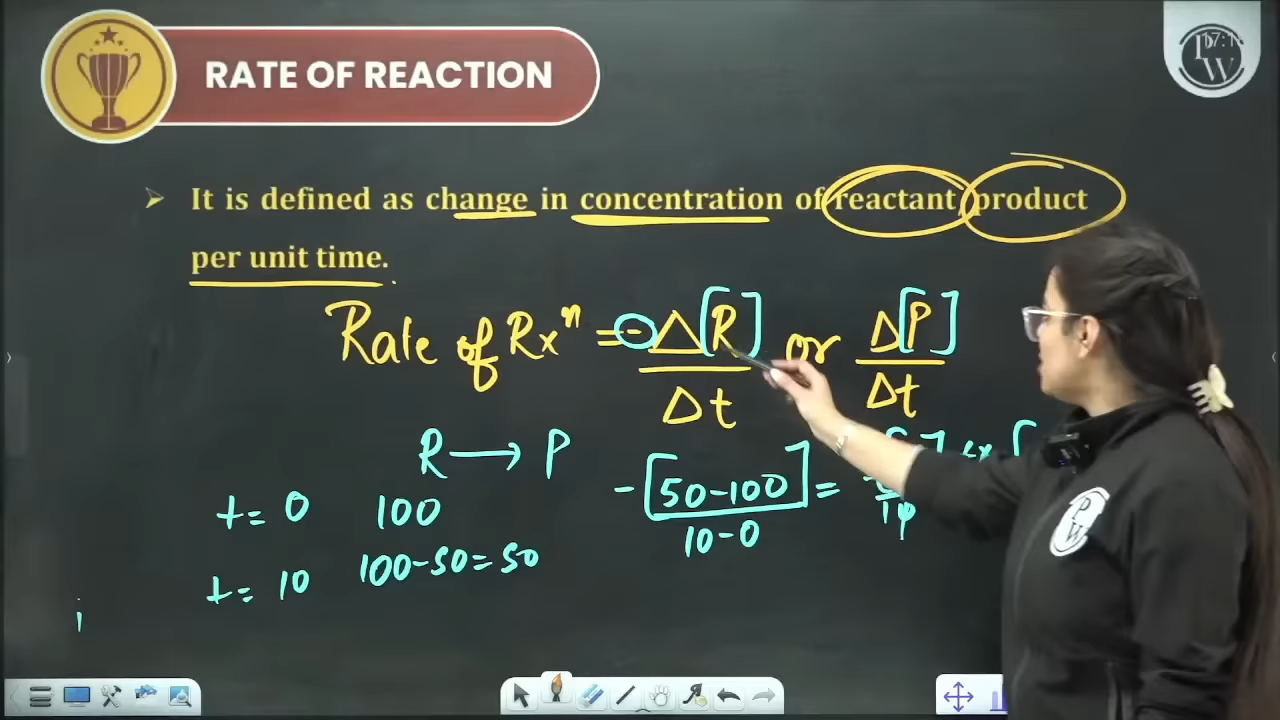 RATE OF REACTION
➢ It is defined as change in concentration of reactant, product
per unit time.
Rate of Rxⁿ = -Δ[R]/Δt or Δ[P]/Δt
R ⟶ P
t = 0 100
-[50-100]/10-0 =
t = 10 100-50=50
i
PW